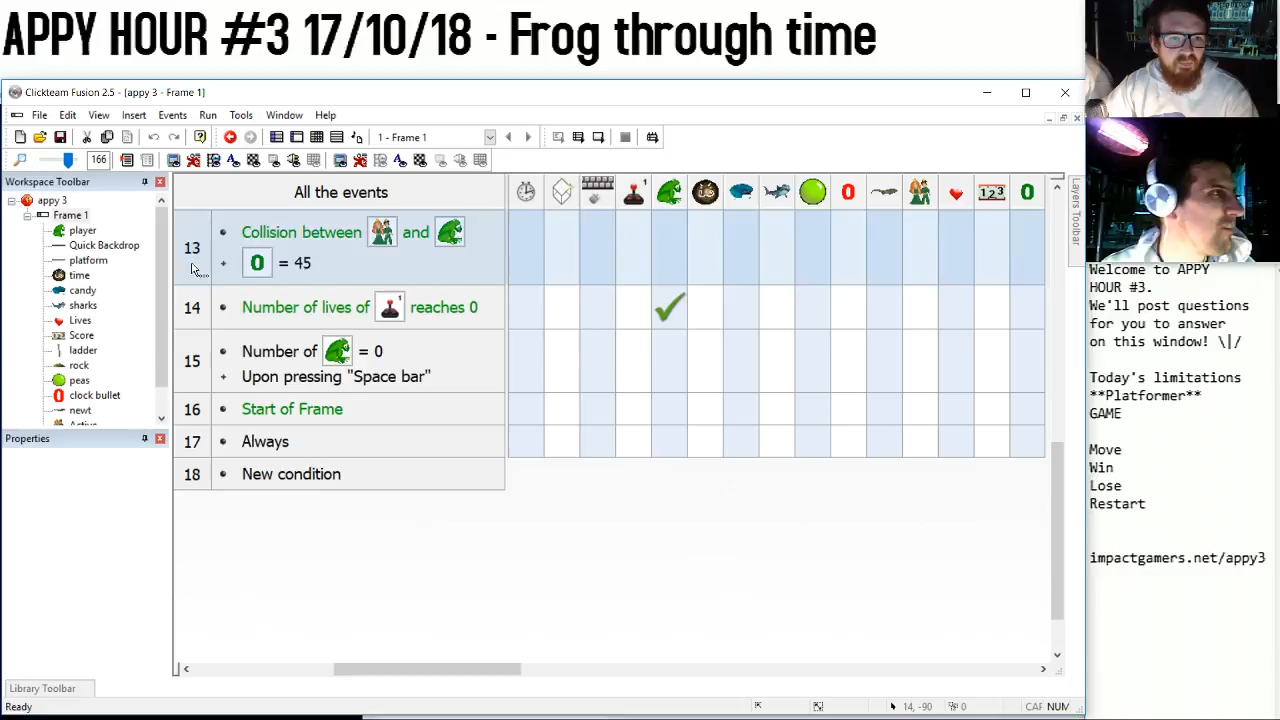 APPY HOUR #3 17/10/18 - Frog through time
Clickteam Fusion 2.5 - [appy 3 - Frame 1]
File Edit View Insert Events Run Tools Window Help
1 - Frame 1
166
Workspace Toolbar
appy 3
Frame 1
player
Quick Backdrop
platform
time
candy
sharks
Lives
Score
ladder
rock
peas
clock bullet
newt
Active
Properties
Library Toolbar
Ready
All the events
1
0
123
0
13
Collision between and
0 = 45
14
Number of lives of 1 reaches 0
15
Number of = 0
Upon pressing "Space bar"
16
Start of Frame
17
Always
18
New condition
Layers Toolbar
14, -90
0
CAF NUM
Welcome to APPY
HOUR #3.
We'll post questions
for you to answer
on this window! \|/
Today's limitations
**Platformer**
GAME
Move
Win
Lose
Restart
impactgamers.net/appy3